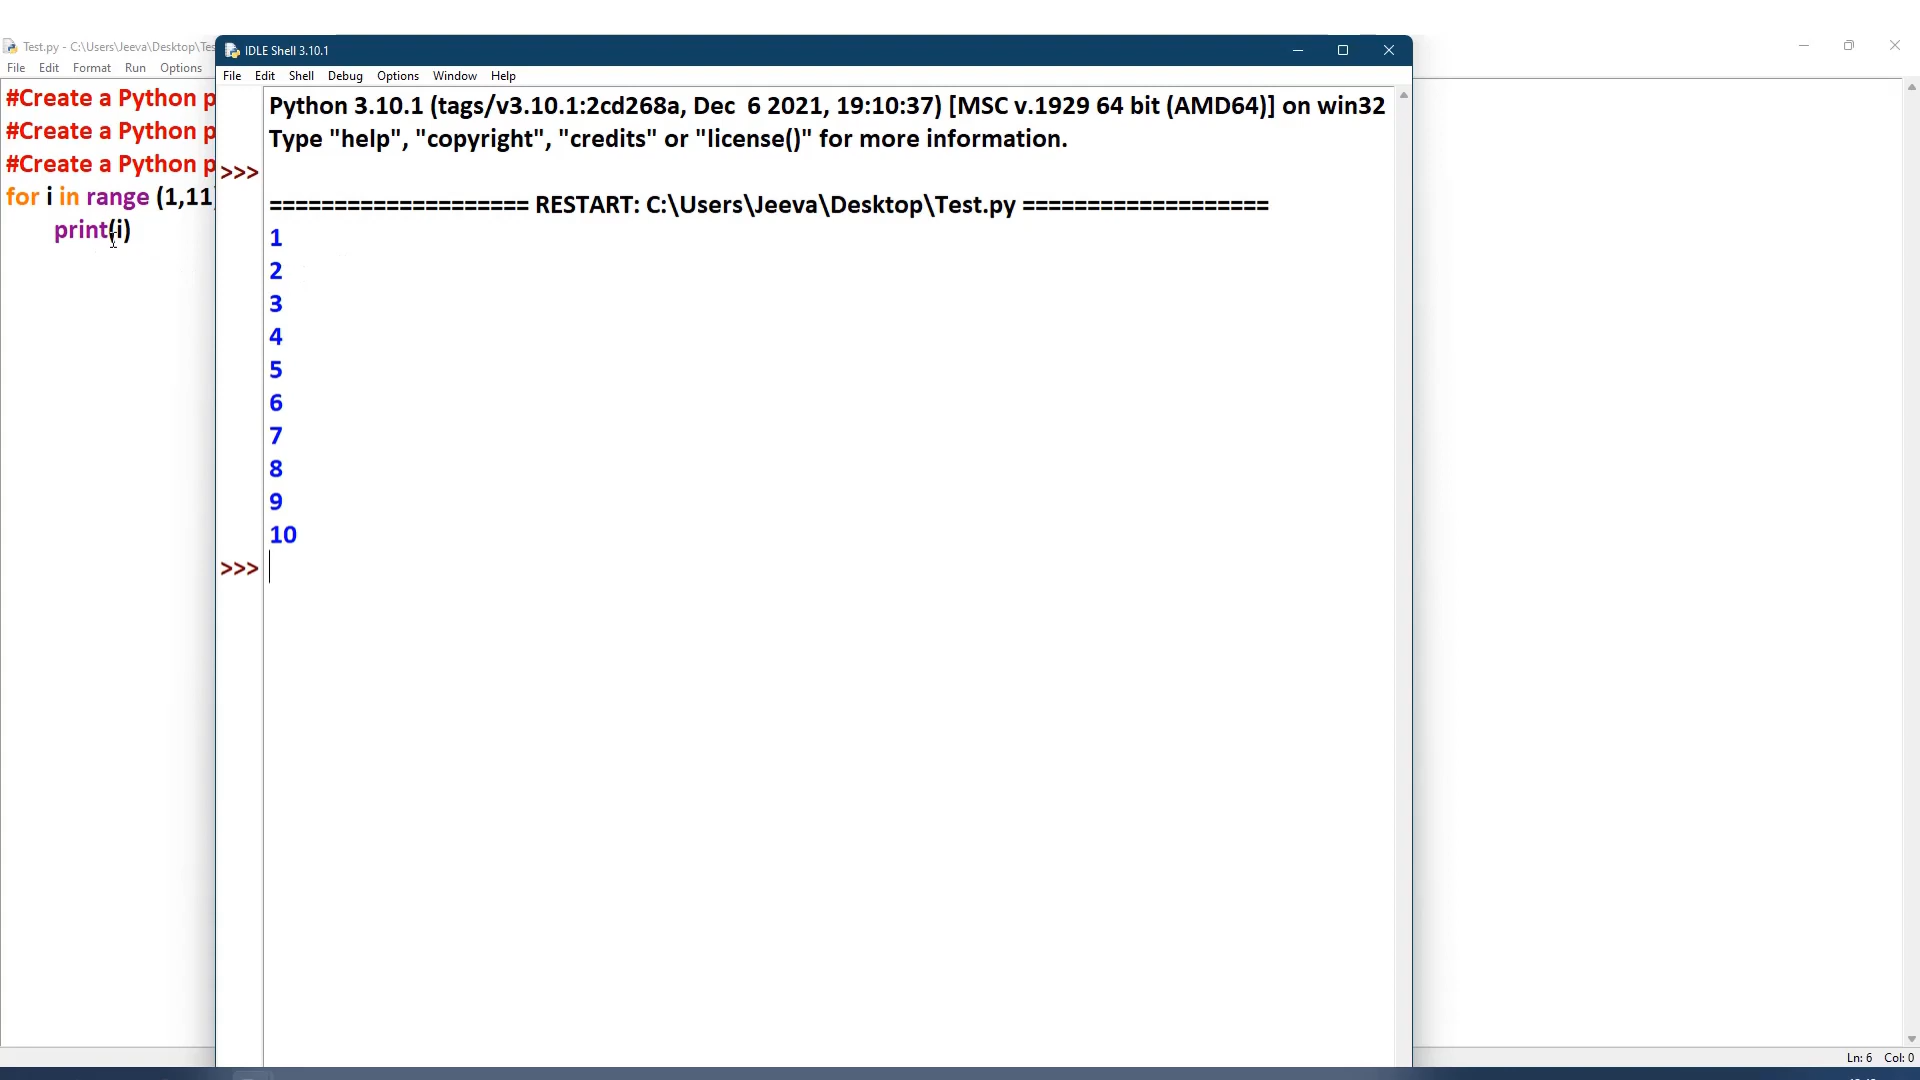 Test.py - C:\Users\Jeeva\Desktop\Tes
File Edit Format Run Options
#Create a Python p
#Create a Python p
#Create a Python p
for i in range (1,11)
print(i)
IDLE Shell 3.10.1
File Edit Shell Debug Options Window Help
Python 3.10.1 (tags/v3.10.1:2cd268a, Dec  6 2021, 19:10:37) [MSC v.1929 64 bit (AMD64)] on win32
Type "help", "copyright", "credits" or "license()" for more information.
>>>
==================== RESTART: C:\Users\Jeeva\Desktop\Test.py ===================
1
2
3
4
5
6
7
8
9
10
>>>
Ln: 6 Col: 0